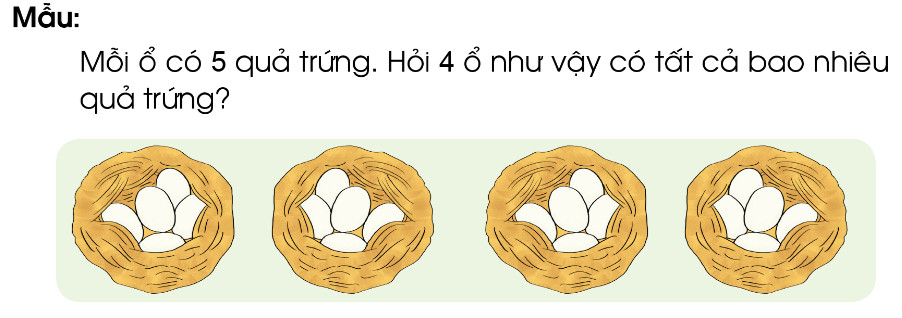 Mẫu:
Mỗi ổ có 5 quả trứng. Hỏi 4 ổ như vậy có tất cả bao nhiêu
quả trứng?